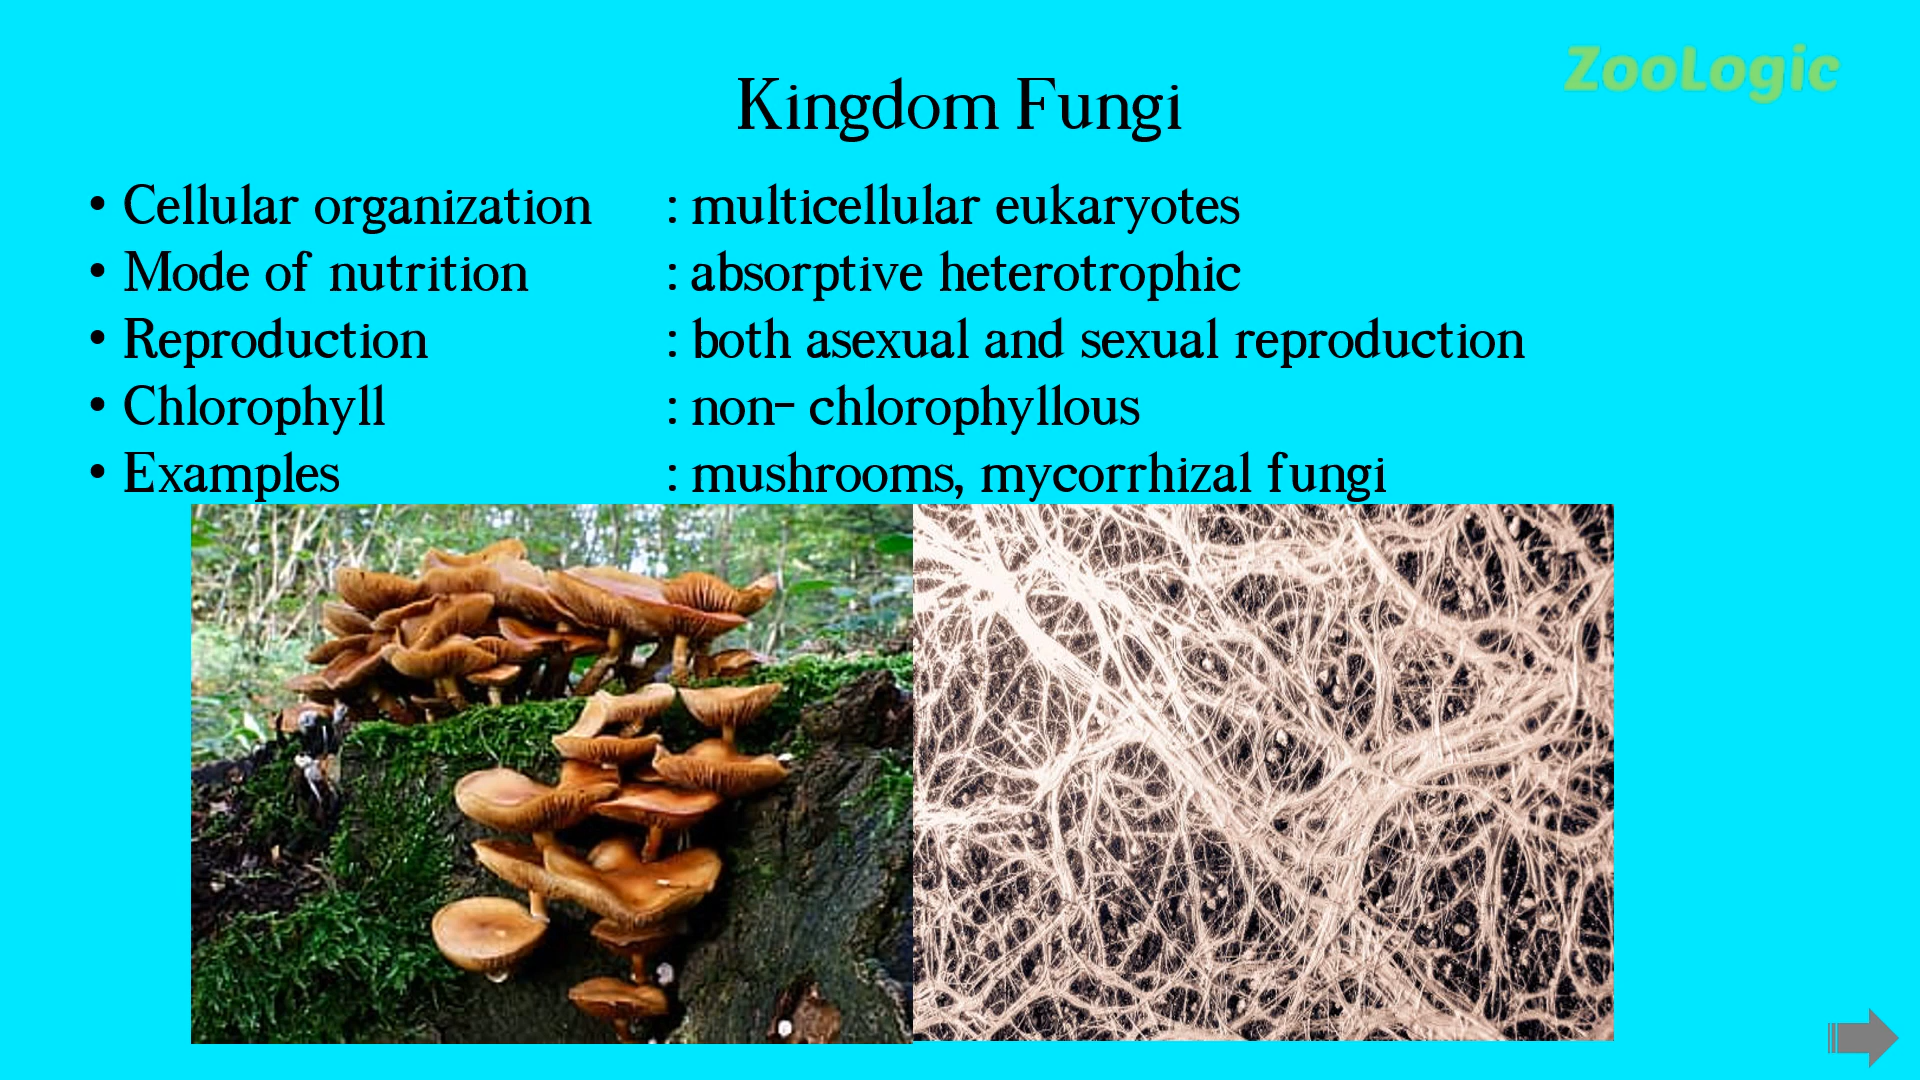 ZooLogic
Kingdom Fungi
• Cellular organization : multicellular eukaryotes
• Mode of nutrition : absorptive heterotrophic
• Reproduction : both asexual and sexual reproduction
• Chlorophyll : non- chlorophyllous
• Examples : mushrooms, mycorrhizal fungi